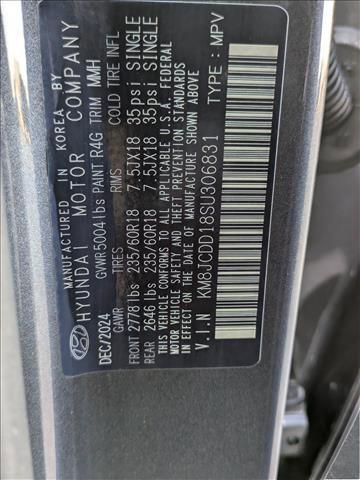 MANUFACTURED IN KOREA BY
HYUNDAI MOTOR COMPANY
DEC/2024 GVWR5004lbs PAINT R4G TRIM MMH
GAWR TIRES RIMS COLD TIRE INFL
FRONT 2778lbs 235/60R18 7.5JX18 35psi SINGLE
REAR 2646lbs 235/60R18 7.5JX18 35psi SINGLE
THIS VEHICLE CONFORMS TO ALL APPLICABLE U.S.A. FEDERAL
MOTOR VEHICLE SAFETY, BUMPER, AND THEFT PREVENTION STANDARDS
IN EFFECT ON THE DATE OF MANUFACTURE SHOWN ABOVE.
V.I.N KM8JCDD18SU306831 TYPE: MPV